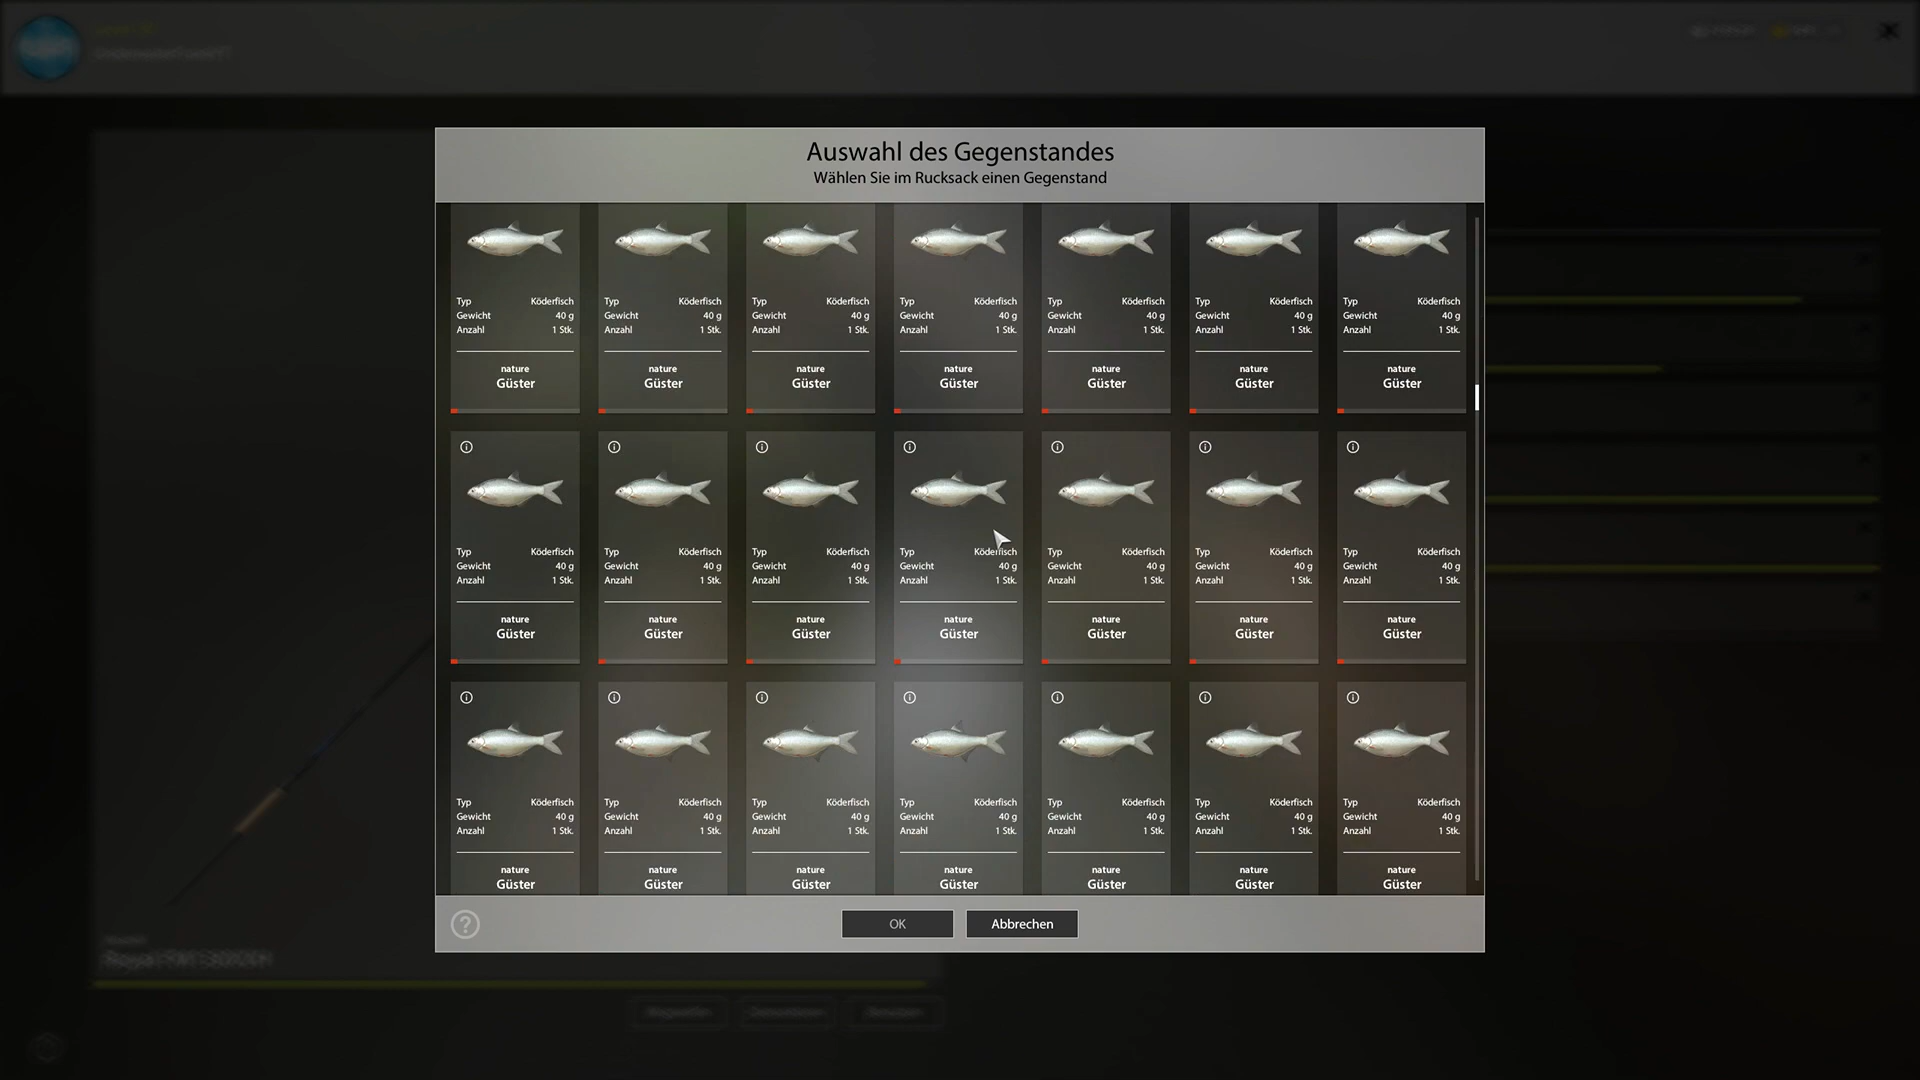 Auswahl des Gegenstandes
Wählen Sie im Rucksack einen Gegenstand
Typ Köderfisch Typ Köderfisch Typ Köderfisch Typ Köderfisch Typ Köderfisch Typ Köderfisch Typ Köderfisch
Gewicht 40 g Gewicht 40 g Gewicht 40 g Gewicht 40 g Gewicht 40 g Gewicht 40 g Gewicht 40 g
Anzahl 1 Stk. Anzahl 1 Stk. Anzahl 1 Stk. Anzahl 1 Stk. Anzahl 1 Stk. Anzahl 1 Stk. Anzahl 1 Stk.
nature nature nature nature nature nature nature
Güster Güster Güster Güster Güster Güster Güster
Typ Köderfisch Typ Köderfisch Typ Köderfisch Typ Köderfisch Typ Köderfisch Typ Köderfisch Typ Köderfisch
Gewicht 40 g Gewicht 40 g Gewicht 40 g Gewicht 40 g Gewicht 40 g Gewicht 40 g Gewicht 40 g
Anzahl 1 Stk. Anzahl 1 Stk. Anzahl 1 Stk. Anzahl 1 Stk. Anzahl 1 Stk. Anzahl 1 Stk. Anzahl 1 Stk.
nature nature nature nature nature nature nature
Güster Güster Güster Güster Güster Güster Güster
Typ Köderfisch Typ Köderfisch Typ Köderfisch Typ Köderfisch Typ Köderfisch Typ Köderfisch Typ Köderfisch
Gewicht 40 g Gewicht 40 g Gewicht 40 g Gewicht 40 g Gewicht 40 g Gewicht 40 g Gewicht 40 g
Anzahl 1 Stk. Anzahl 1 Stk. Anzahl 1 Stk. Anzahl 1 Stk. Anzahl 1 Stk. Anzahl 1 Stk. Anzahl 1 Stk.
nature nature nature nature nature nature nature
Güster Güster Güster Güster Güster Güster Güster
? OK Abbrechen